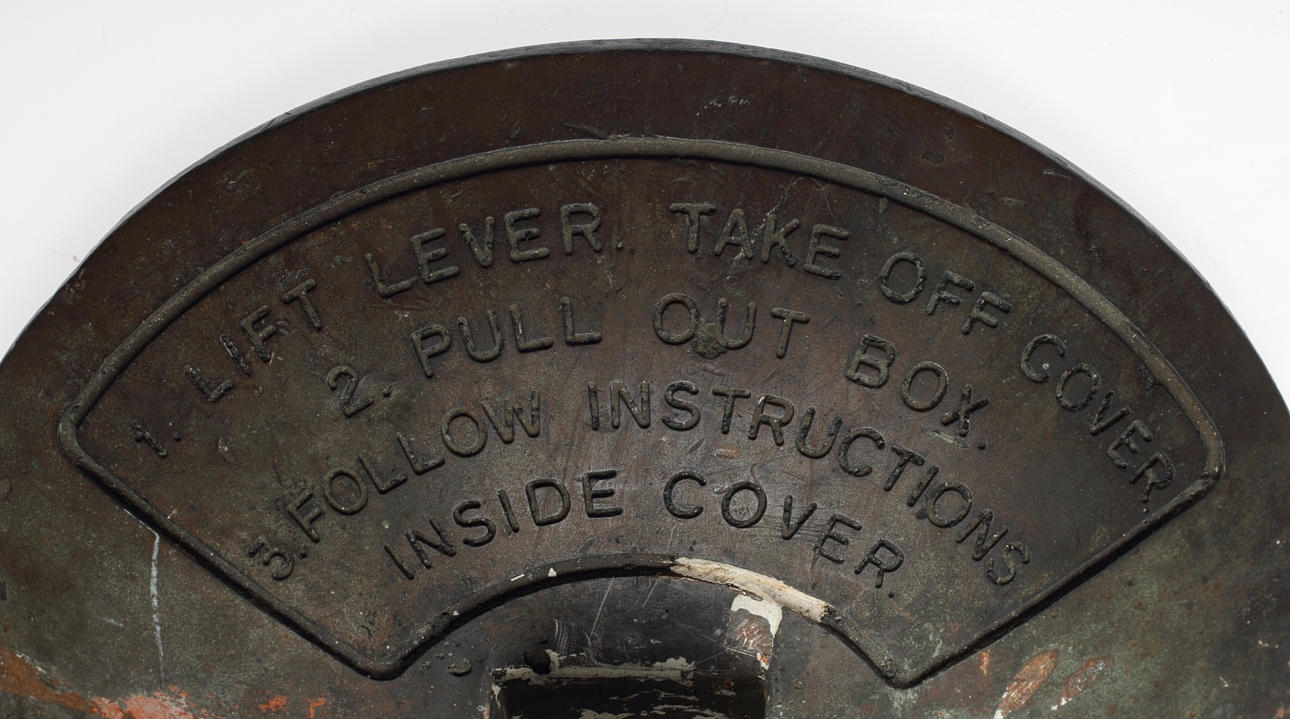 1. LIFT LEVER. TAKE OFF COVER.
2. PULL OUT BOX.
3. FOLLOW INSTRUCTIONS
INSIDE COVER.